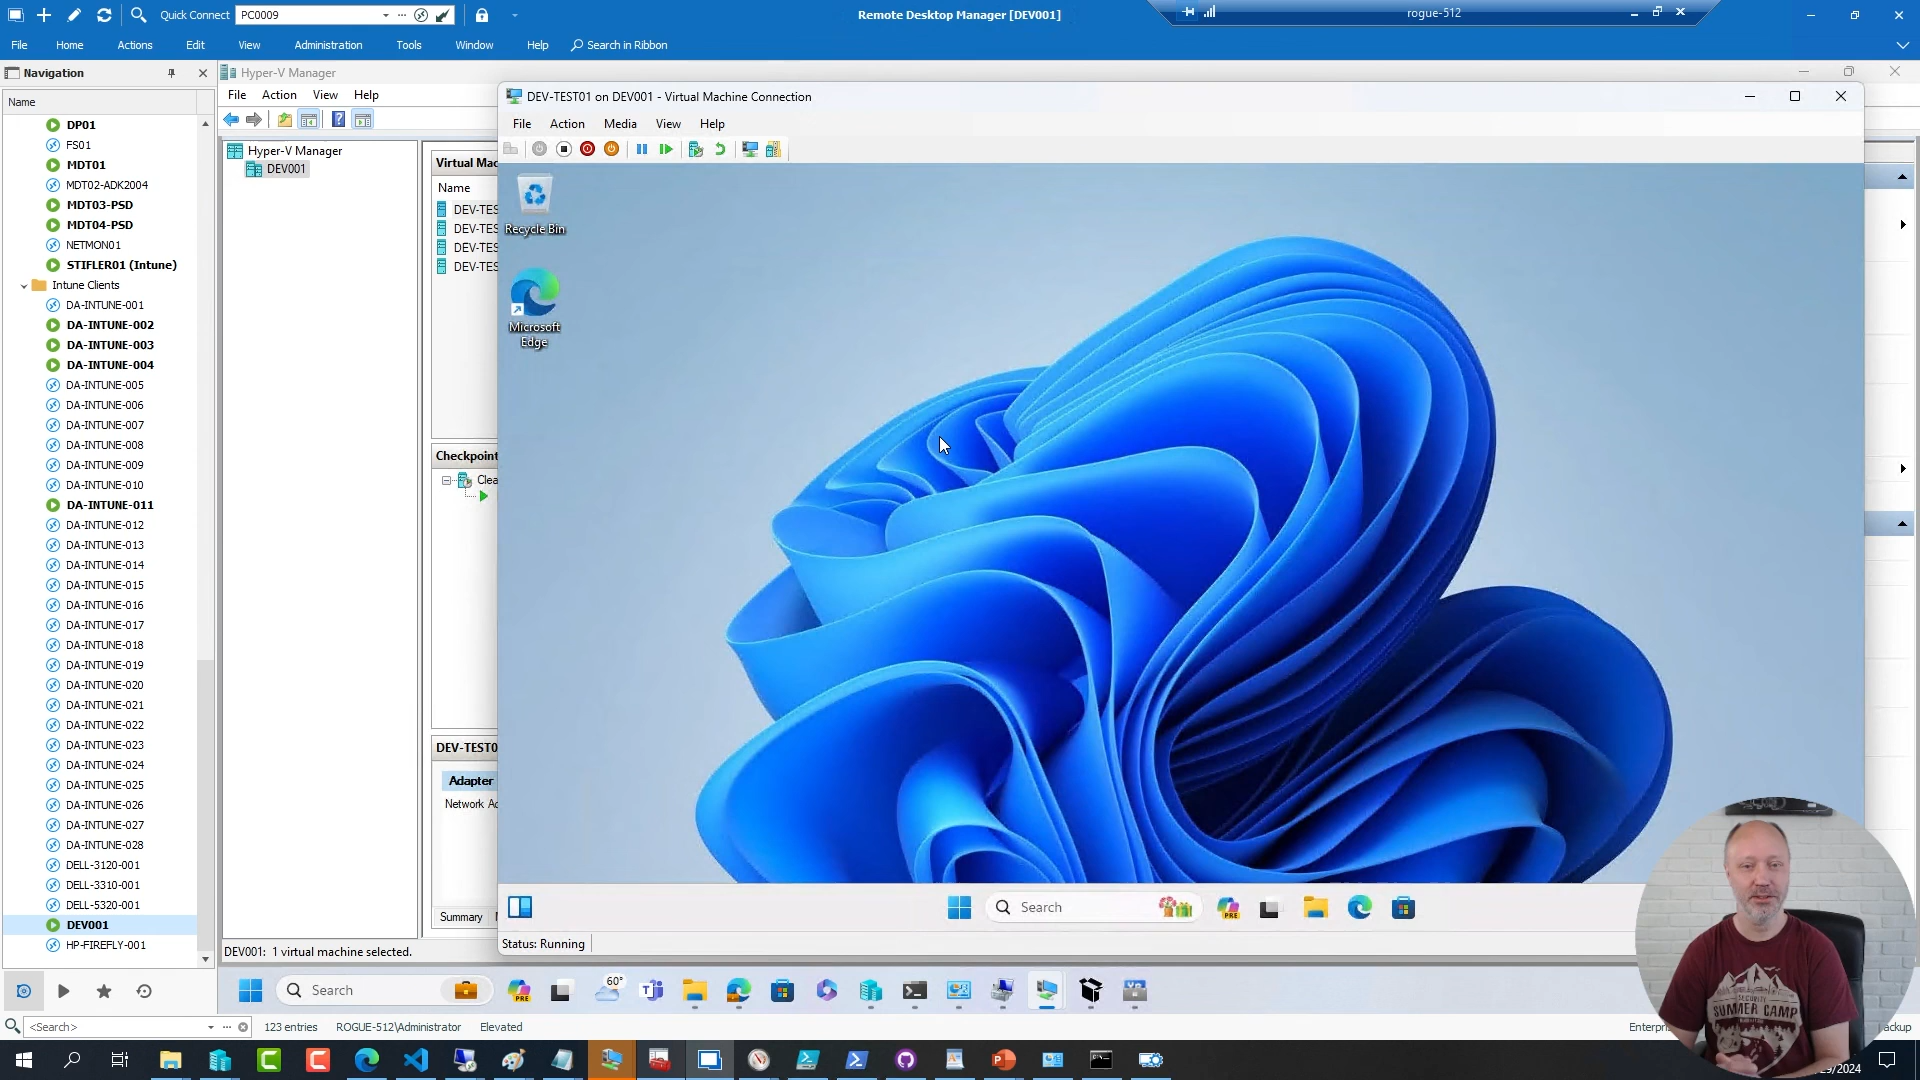 Quick Connect PC0009
Remote Desktop Manager [DEV001]
rogue-512
File Home Actions Edit View Administration Tools Window Help Search in Ribbon
Navigation
Name
DP01
FS01
MDT01
MDT02-ADK2004
MDT03-PSD
MDT04-PSD
NETMON01
STIFLER01 (Intune)
Intune Clients
DA-INTUNE-001
DA-INTUNE-002
DA-INTUNE-003
DA-INTUNE-004
DA-INTUNE-005
DA-INTUNE-006
DA-INTUNE-007
DA-INTUNE-008
DA-INTUNE-009
DA-INTUNE-010
DA-INTUNE-011
DA-INTUNE-012
DA-INTUNE-013
DA-INTUNE-014
DA-INTUNE-015
DA-INTUNE-016
DA-INTUNE-017
DA-INTUNE-018
DA-INTUNE-019
DA-INTUNE-020
DA-INTUNE-021
DA-INTUNE-022
DA-INTUNE-023
DA-INTUNE-024
DA-INTUNE-025
DA-INTUNE-026
DA-INTUNE-027
DA-INTUNE-028
DELL-3120-001
DELL-3310-001
DELL-5320-001
DEV001
HP-FIREFLY-001
Hyper-V Manager
File Action View Help
Hyper-V Manager
DEV001
Virtual Mac
Name
DEV-TES
DEV-TES
DEV-TES
DEV-TES
Checkpoint
Clea
DEV-TEST0
Adapter
Network Ad
Summary
DEV001: 1 virtual machine selected.
DEV-TEST01 on DEV001 - Virtual Machine Connection
File Action Media View Help
Recycle Bin
Microsoft
Edge
Search
PRE
Status: Running
Search
PRE
60°
<Search>
123 entries
ROGUE-512\Administrator
Elevated
Enterpris
ackup
SUMMER CAMP
29/2024